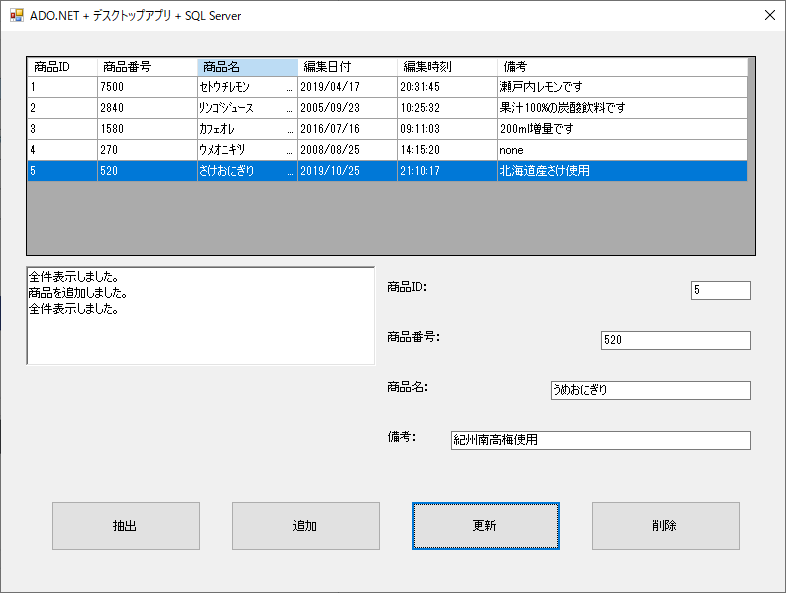 ADO.NET + デスクトップアプリ + SQL Server
商品ID 商品番号 商品名 編集日付 編集時刻 備考
1 7500 セトウチレモン ... 2019/04/17 20:31:45 瀬戸内レモンです
2 2840 リンゴジュース ... 2005/09/23 10:25:32 果汁100%の炭酸飲料です
3 1580 カフェオレ ... 2016/07/16 09:11:03 200ml増量です
4 270 ウメオニギリ ... 2008/08/25 14:15:20 none
5 520 さけおにぎり ... 2019/10/25 21:10:17 北海道産さけ使用
全件表示しました。
商品を追加しました。
全件表示しました。
商品ID: 5
商品番号: 520
商品名: うめおにぎり
備考: 紀州南高梅使用
抽出 追加 更新 削除